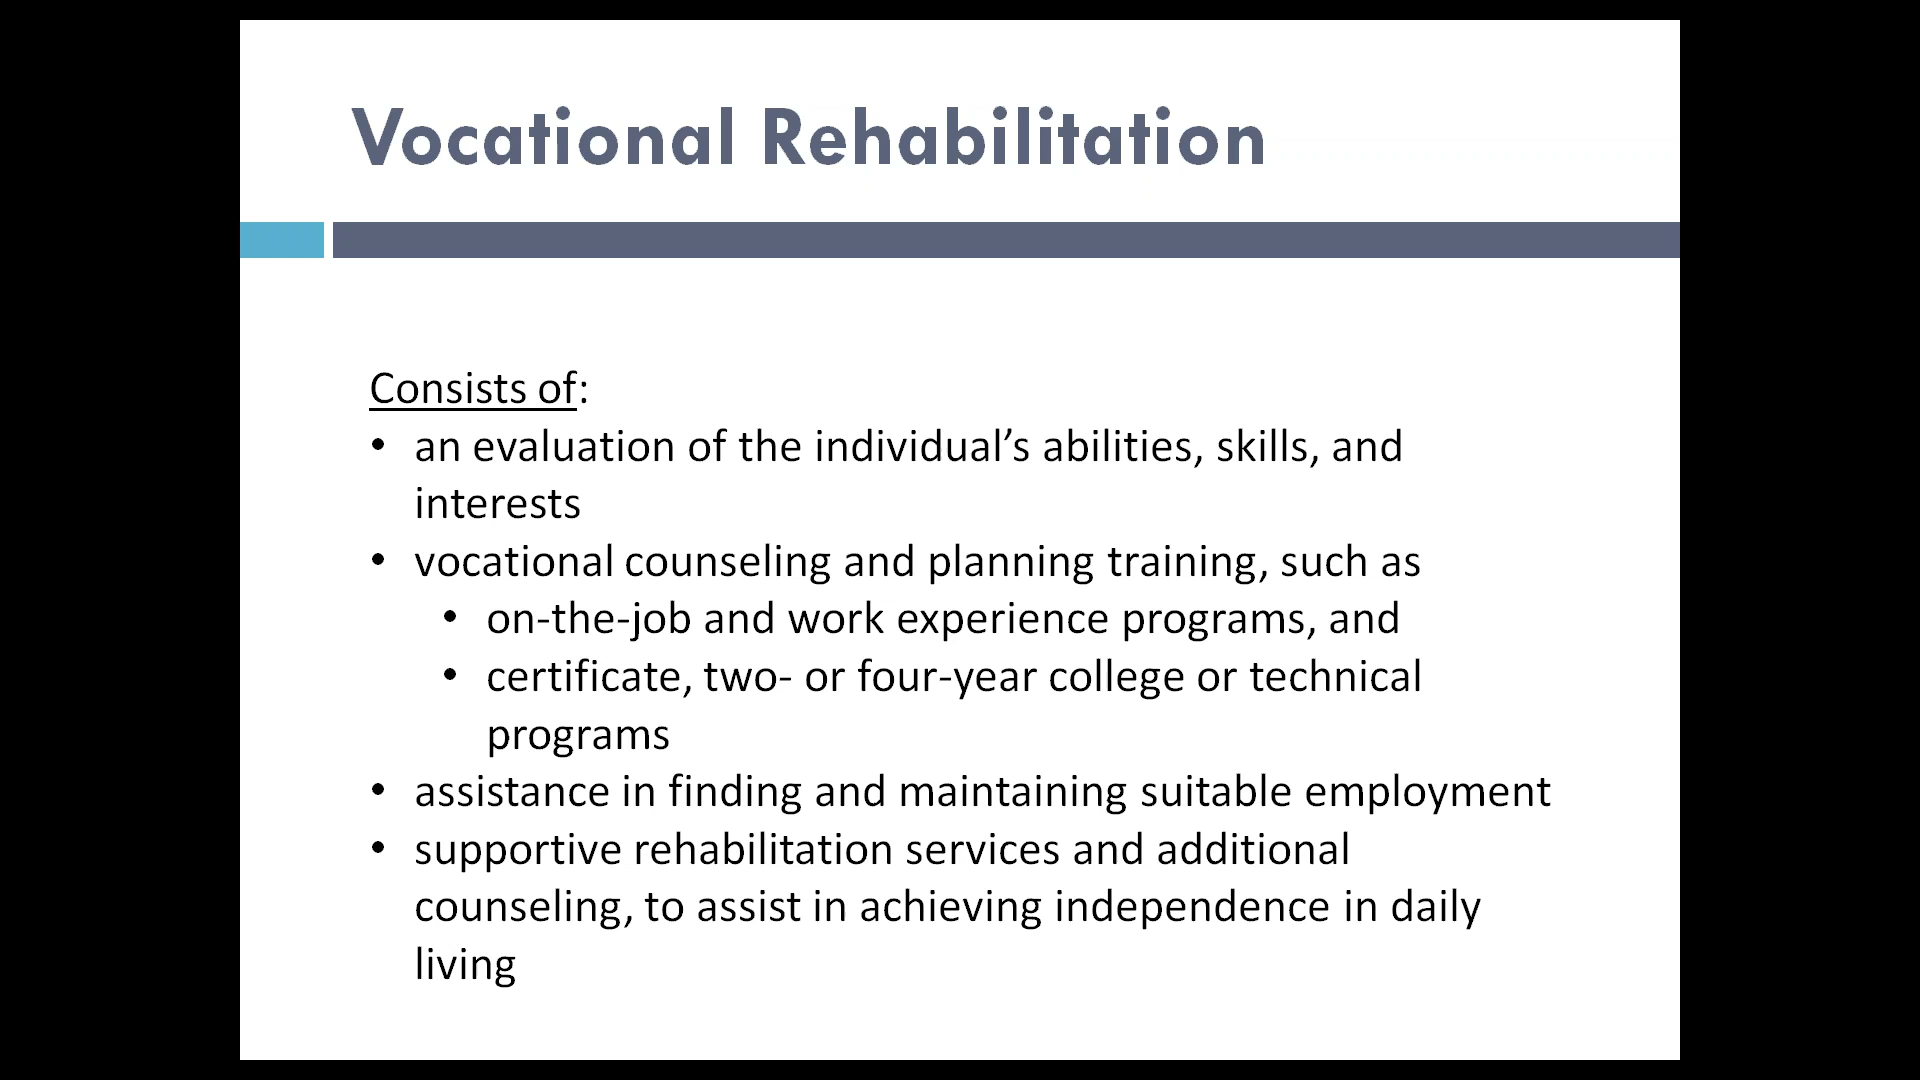 Vocational Rehabilitation
Consists of:
• an evaluation of the individual’s abilities, skills, and
interests
• vocational counseling and planning training, such as
• on-the-job and work experience programs, and
• certificate, two- or four-year college or technical
programs
• assistance in finding and maintaining suitable employment
• supportive rehabilitation services and additional
counseling, to assist in achieving independence in daily
living